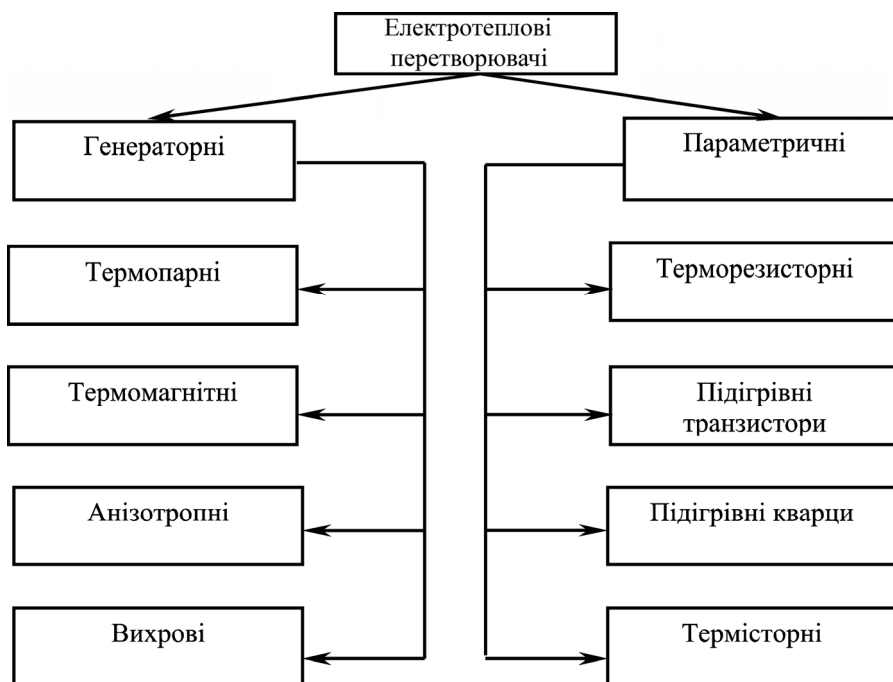 Електротеплові
перетворювачі
Генераторні
Параметричні
Термопарні
Терморезисторні
Термомагнітні
Підігрівні
транзистори
Анізотропні
Підігрівні кварци
Вихрові
Термісторні